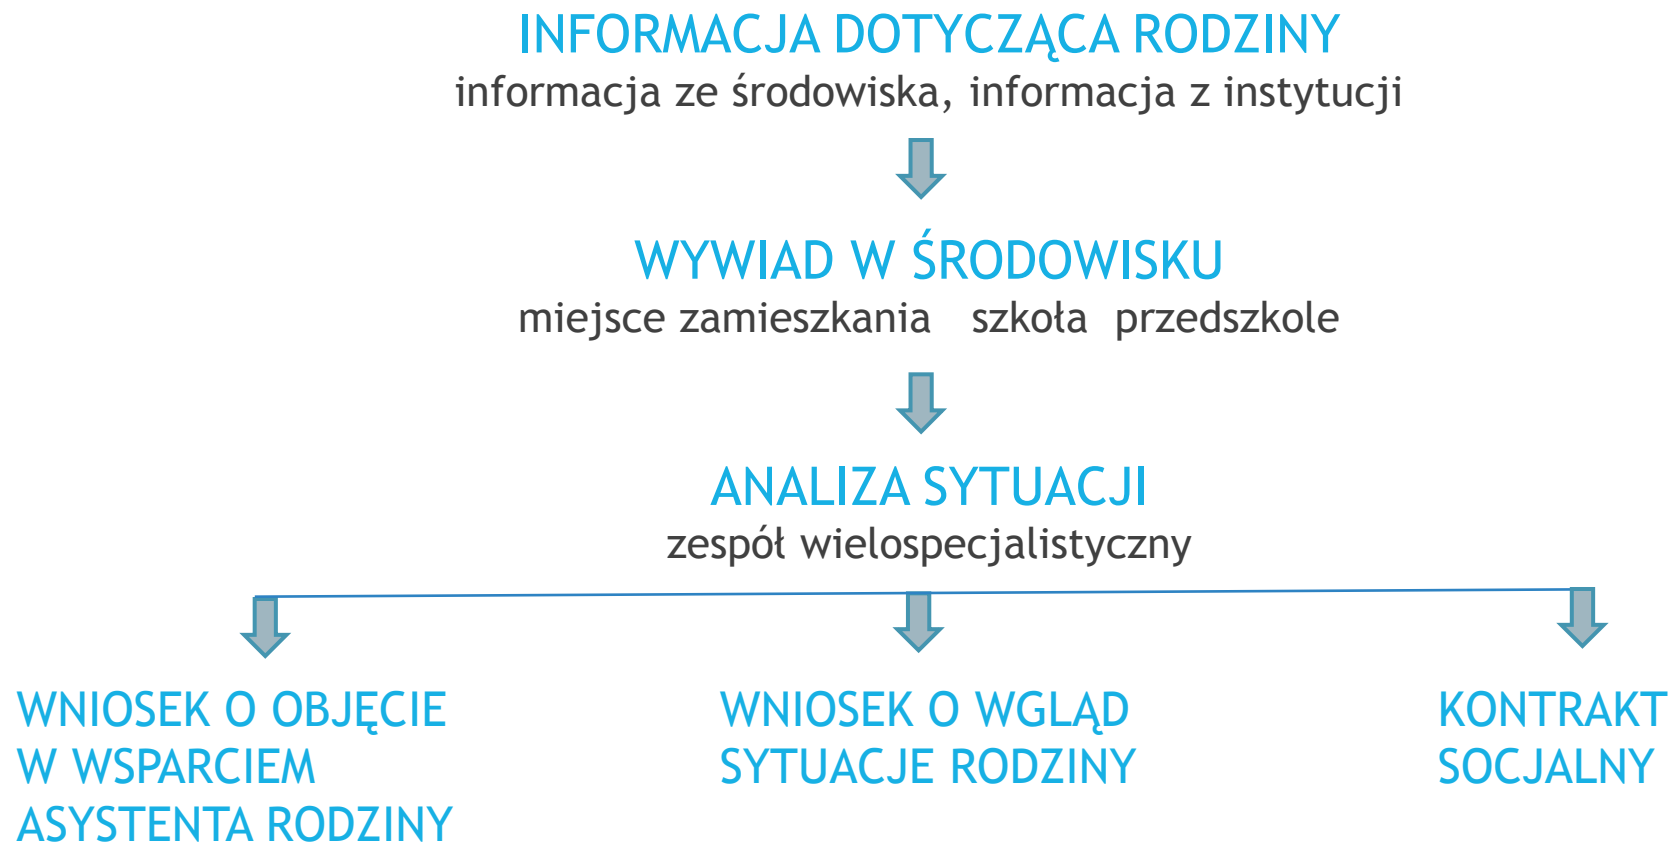 INFORMACJA DOTYCZĄCA RODZINY
informacja ze środowiska, informacja z instytucji
WYWIAD W ŚRODOWISKU
miejsce zamieszkania szkoła przedszkole
ANALIZA SYTUACJI
zespół wielospecjalistyczny
WNIOSEK O OBJĘCIE
W WSPARCIEM
ASYSTENTA RODZINY
WNIOSEK O WGLĄD
SYTUACJE RODZINY
KONTRAKT
SOCJALNY